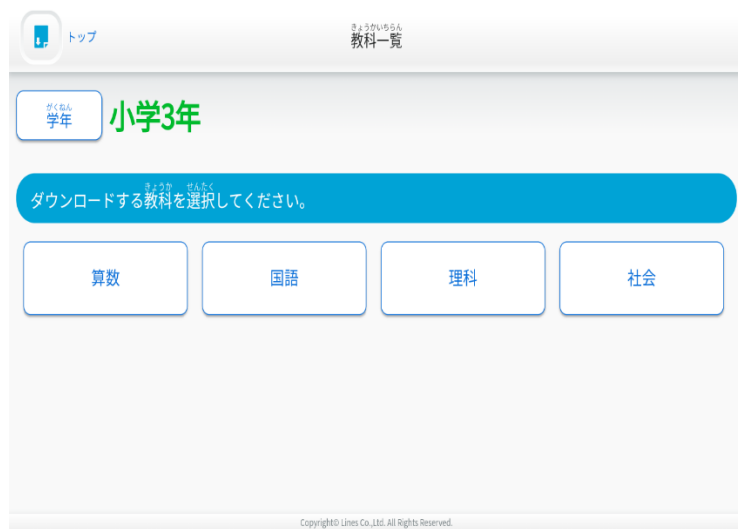 トップ
きょうかいちらん
教科一覧
がくねん
学年
小学3年
きょうか せんたく
ダウンロードする教科を選択してください。
算数
国語
理科
社会
Copyright© Lines Co.,Ltd. All Rights Reserved.